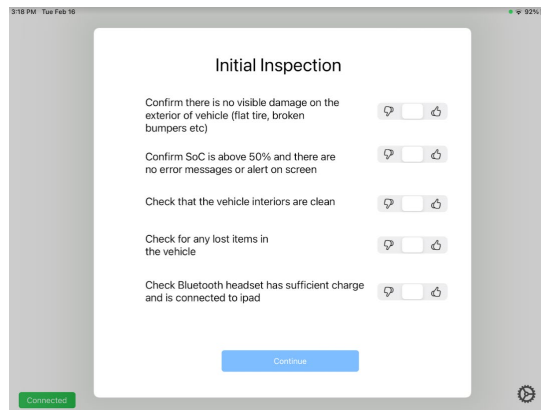 3:18 PM Tue Feb 16
92%
Initial Inspection
Confirm there is no visible damage on the
exterior of vehicle (flat tire, broken
bumpers etc)
Confirm SoC is above 50% and there are
no error messages or alert on screen
Check that the vehicle interiors are clean
Check for any lost items in
the vehicle
Check Bluetooth headset has sufficient charge
and is connected to ipad
Continue
Connected